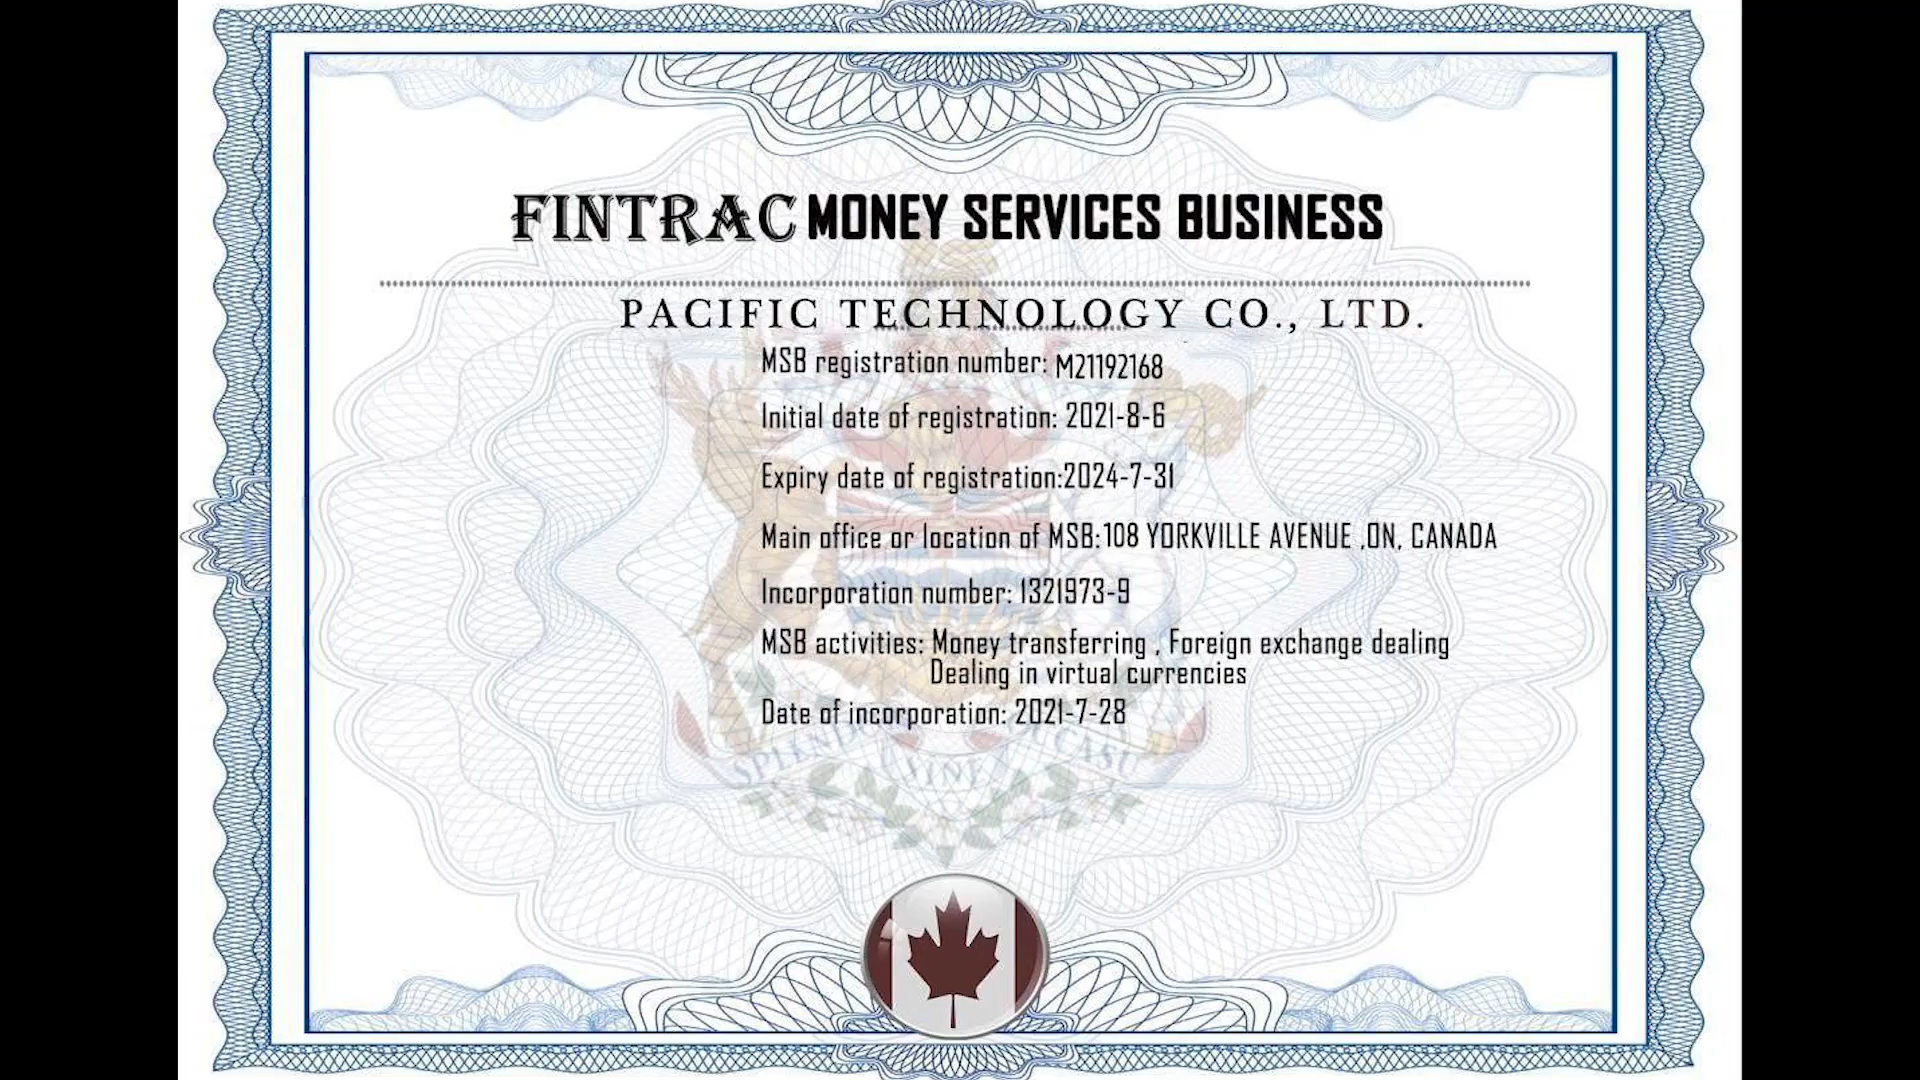 FINTRAC MONEY SERVICES BUSINESS
PACIFIC TECHNOLOGY CO., LTD.
MSB registration number: M21192168
Initial date of registration: 2021-8-6
Expiry date of registration:2024-7-31
Main office or location of MSB:108 YORKVILLE AVENUE ,ON, CANADA
Incorporation number: 1321973-9
MSB activities: Money transferring , Foreign exchange dealing
Dealing in virtual currencies
Date of incorporation: 2021-7-28